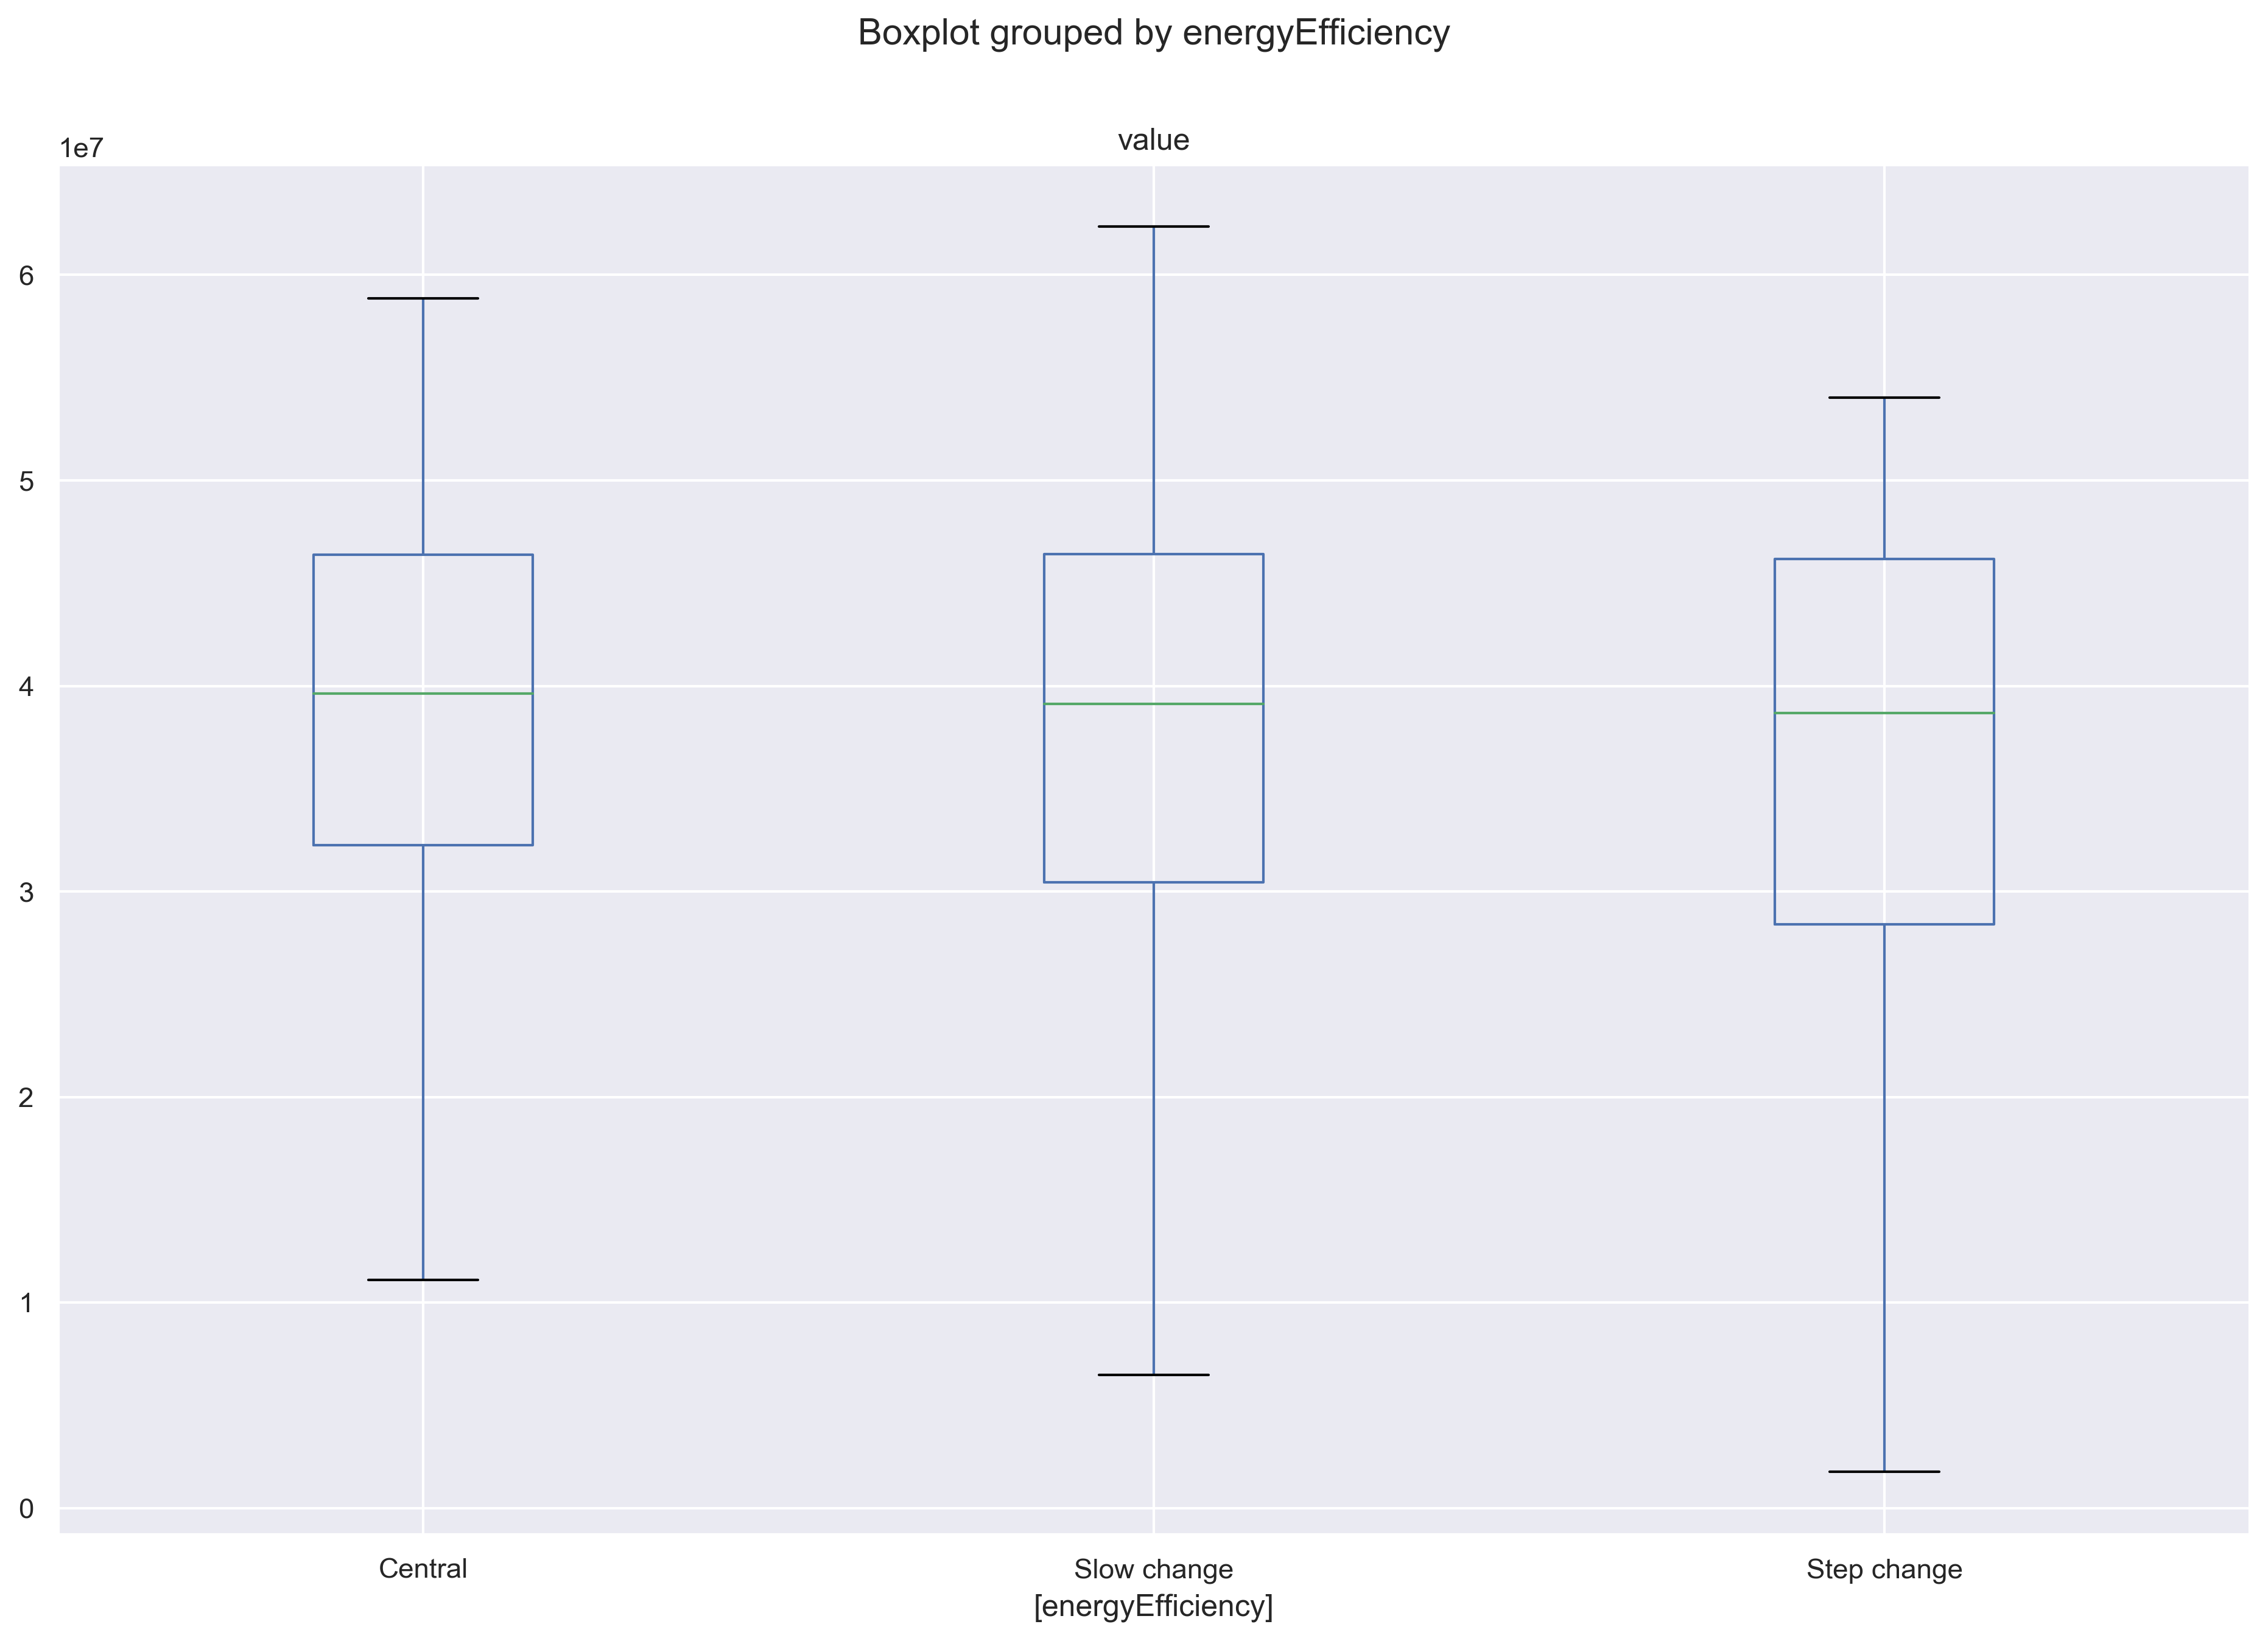 Boxplot grouped by energyEfficiency
value
1e7
6
5
4
3
2
1
0
Central
Slow change
Step change
[energyEfficiency]